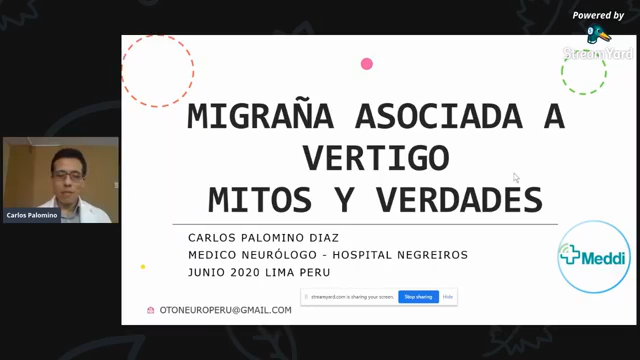 Powered by
StreamYard
MIGRAÑA ASOCIADA A
VERTIGO
MITOS Y VERDADES
Carlos Palomino
CARLOS PALOMINO DIAZ
MEDICO NEURÓLOGO - HOSPITAL NEGREIROS
JUNIO 2020 LIMA PERU
Meddi
streamyard.com is sharing your screen. Stop sharing Hide
OTONEUROPERU@GMAIL.COM